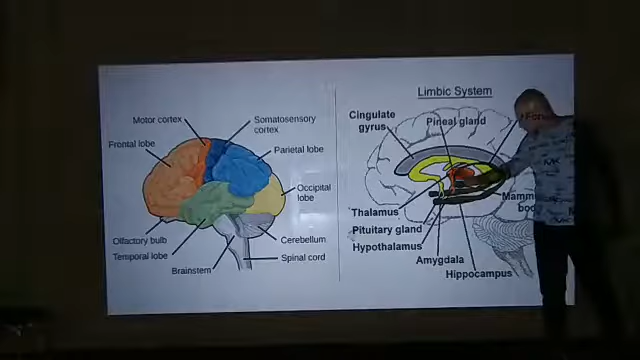 Motor cortex
Somatosensory
cortex
Frontal lobe
Parietal lobe
Occipital
lobe
Olfactory bulb
Temporal lobe
Cerebellum
Brainstem
Spinal cord
Limbic System
Cingulate
gyrus
Pineal gland
Thalamus
Pituitary gland
Hypothalamus
Amygdala
Hippocampus